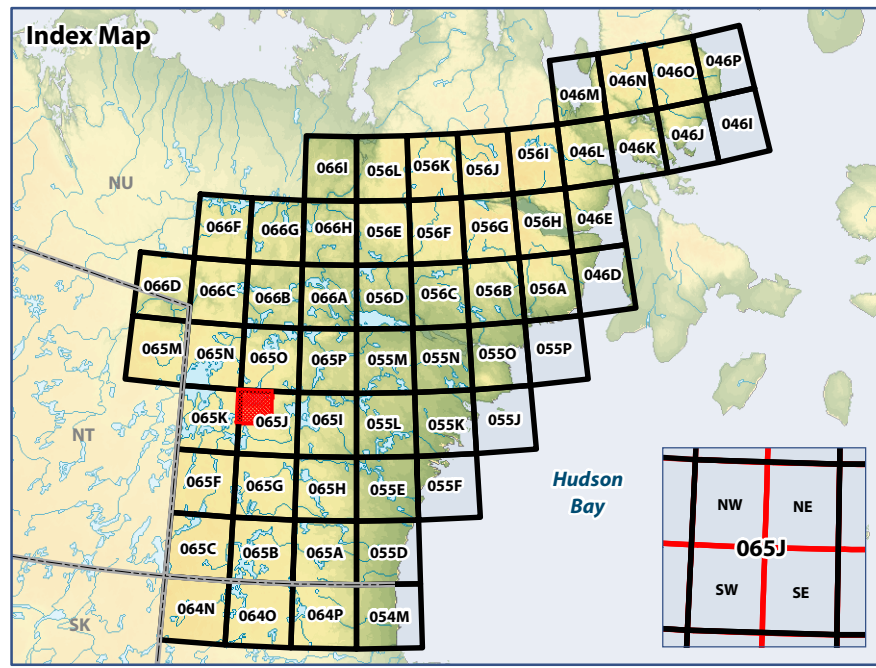 Index Map
046M
046N
046O
046P
066I
056L
056K
056J
056I
046L
046K
046J
046I
NU
066F
066G
066H
056E
056F
056G
056H
046E
066D
066C
066B
066A
056D
056C
056B
056A
046D
065M
065N
065O
065P
055M
055N
055O
055P
NT
065K
065J
065I
055L
055K
055J
065F
065G
065H
055E
055F
Hudson
Bay
065C
065B
065A
055D
SK
064N
064O
064P
054M
NW
NE
065J
SW
SE